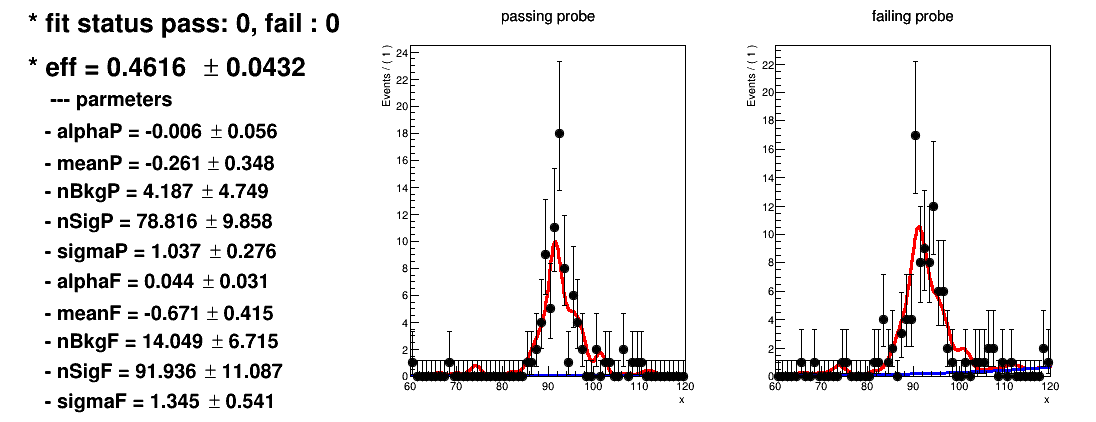 * fit status pass: 0, fail : 0
* eff = 0.4616 ± 0.0432
--- parmeters
- alphaP = -0.006 ± 0.056
- meanP = -0.261 ± 0.348
- nBkgP = 4.187 ± 4.749
- nSigP = 78.816 ± 9.858
- sigmaP = 1.037 ± 0.276
- alphaF = 0.044 ± 0.031
- meanF = -0.671 ± 0.415
- nBkgF = 14.049 ± 6.715
- nSigF = 91.936 ± 11.087
- sigmaF = 1.345 ± 0.541
passing probe
Events / ( 1 )
24
22
20
18
16
14
12
10
8
6
4
2
0
60 70 80 90 100 110 120
x
failing probe
Events / ( 1 )
22
20
18
16
14
12
10
8
6
4
2
0
60 70 80 90 100 110 120
x